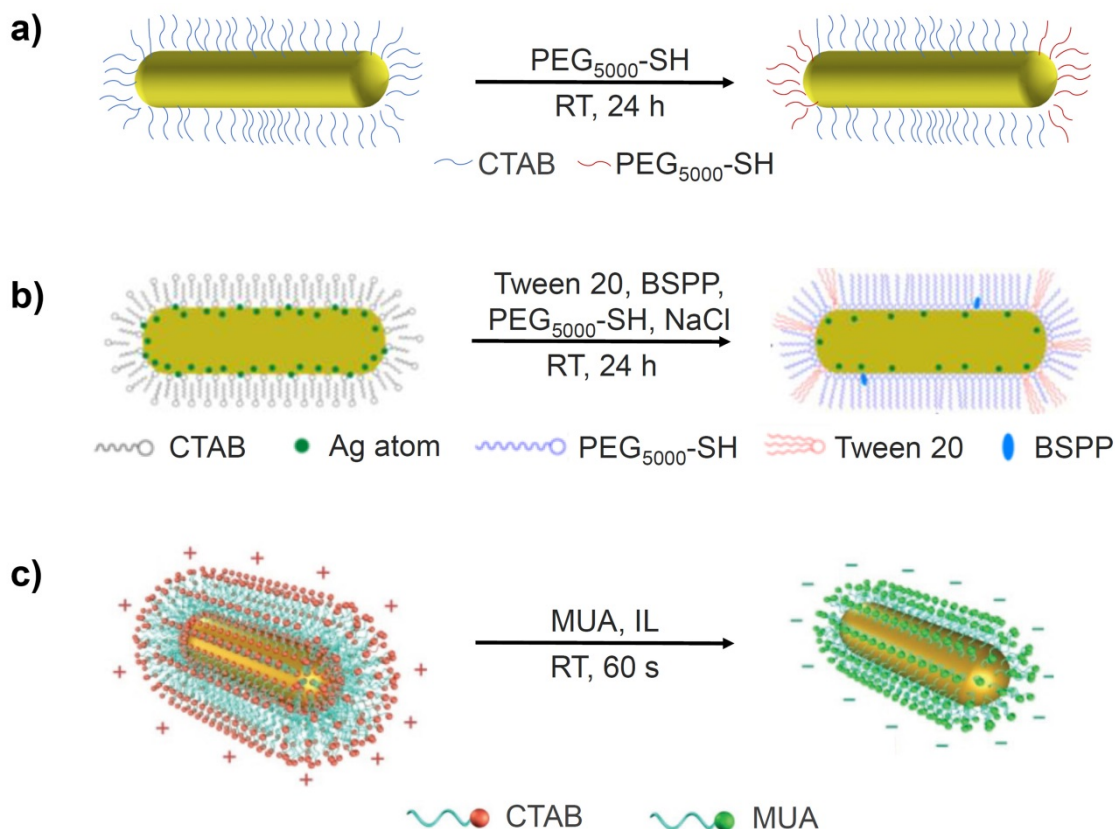 a)
PEG₅₀₀₀-SH
RT, 24 h
CTAB PEG₅₀₀₀-SH
b)
Tween 20, BSPP,
PEG₅₀₀₀-SH, NaCl
RT, 24 h
CTAB Ag atom PEG₅₀₀₀-SH Tween 20 BSPP
c)
+ + + + + + + + + + +
MUA, IL
RT, 60 s
− − − − − − − − − − −
CTAB MUA